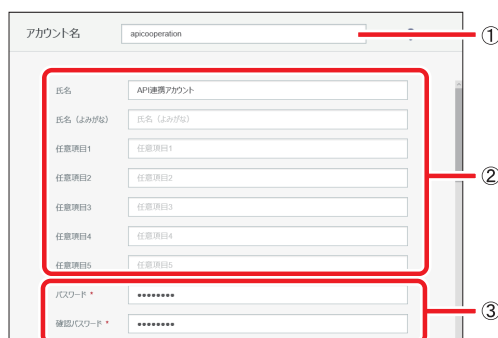 アカウント名 apicooperation ①
氏名 API連携アカウント
氏名（よみがな） 氏名（よみがな）
任意項目1 任意項目1
任意項目2 任意項目2
②
任意項目3 任意項目3
任意項目4 任意項目4
任意項目5 任意項目5
パスワード * ••••••••
③
確認パスワード * ••••••••